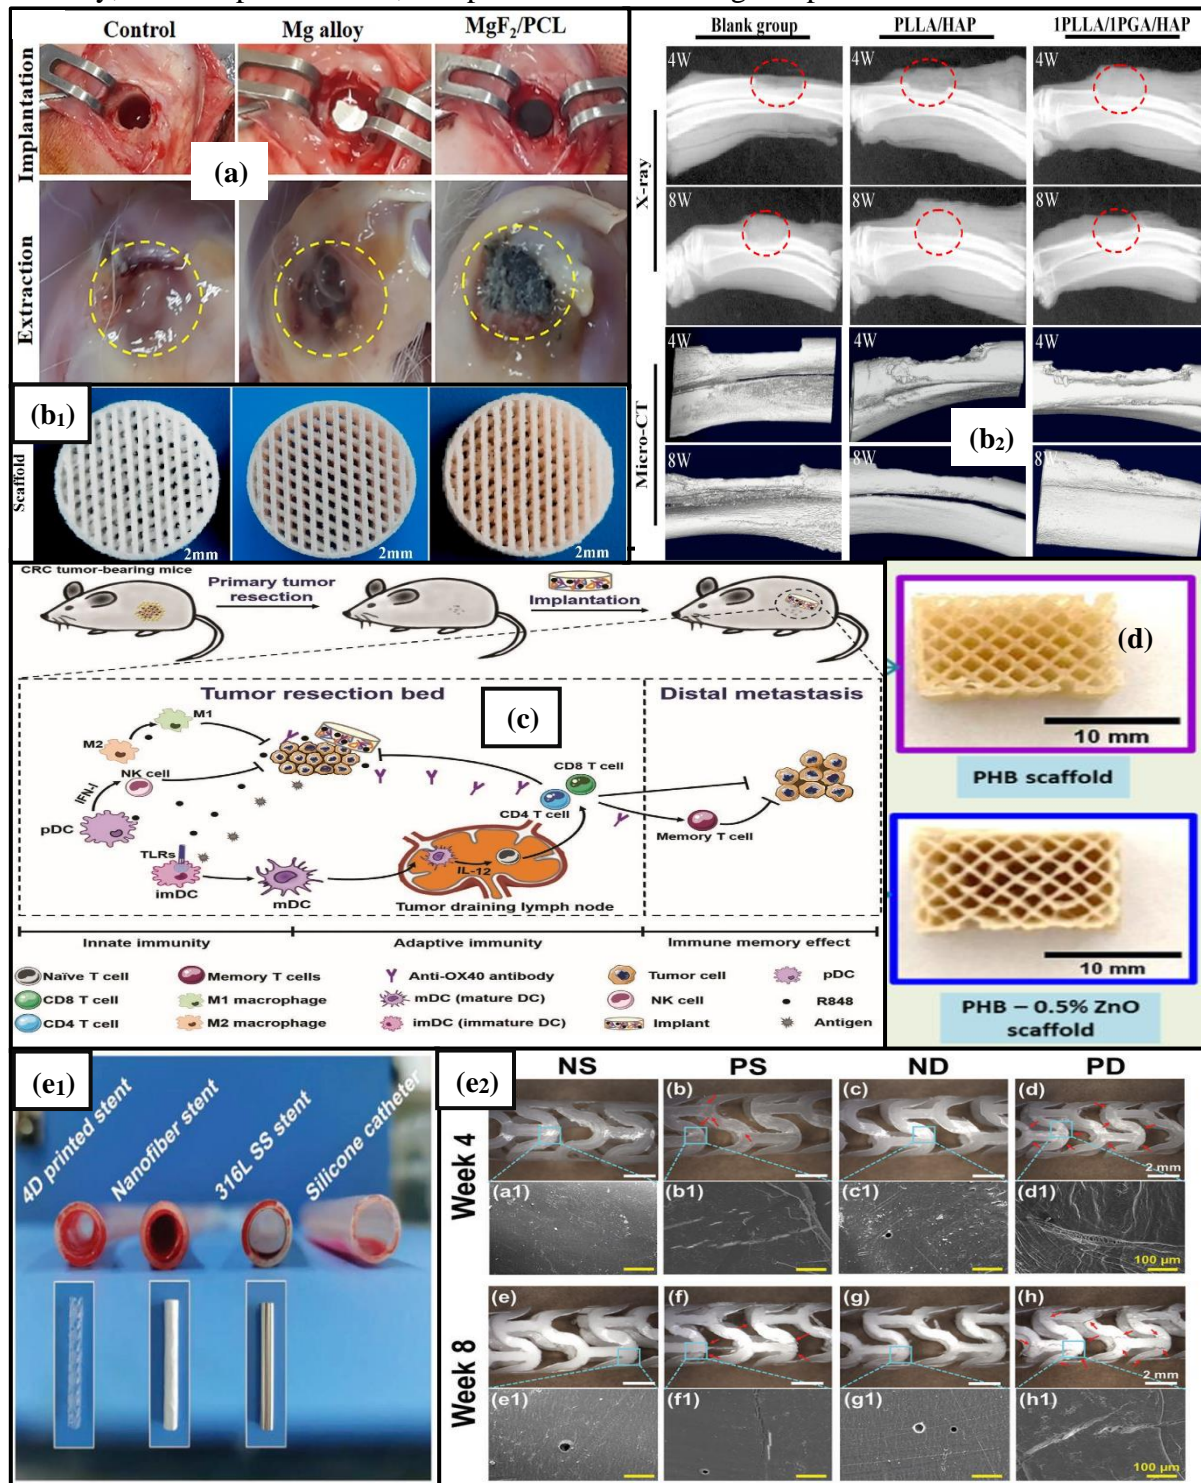 Control
Mg alloy
MgF₂/PCL
Implantation
(a)
Extraction
Blank group
PLLA/HAP
1PLLA/1PGA/HAP
X-ray
4W
4W
4W
8W
8W
8W
Micro-CT
4W
4W
4W
(b₂)
8W
8W
8W
(b₁)
Scaffold
2mm
2mm
2mm
CRC tumor-bearing mice
Primary tumor
resection
Implantation
Tumor resection bed
Distal metastasis
(c)
M1
M2
NK cell
IFN-I
pDC
TLRs
imDC
mDC
IL-12
Tumor draining lymph node
CD8 T cell
CD4 T cell
Memory T cell
Innate immunity
Adaptive immunity
Immune memory effect
Naïve T cell
Memory T cells
Anti-OX40 antibody
Tumor cell
pDC
CD8 T cell
M1 macrophage
mDC (mature DC)
NK cell
R848
CD4 T cell
M2 macrophage
imDC (immature DC)
Implant
Antigen
(d)
10 mm
PHB scaffold
10 mm
PHB – 0.5% ZnO
scaffold
(e₁)
4D printed stent
Nanofiber stent
316L SS stent
Silicone catheter
(e₂)
NS
PS
ND
PD
Week 4
(b)
(c)
(d)
2 mm
(a1)
(b1)
(c1)
(d1)
100 μm
Week 8
(e)
(f)
(g)
(h)
2 mm
(e1)
(f1)
(g1)
(h1)
100 μm